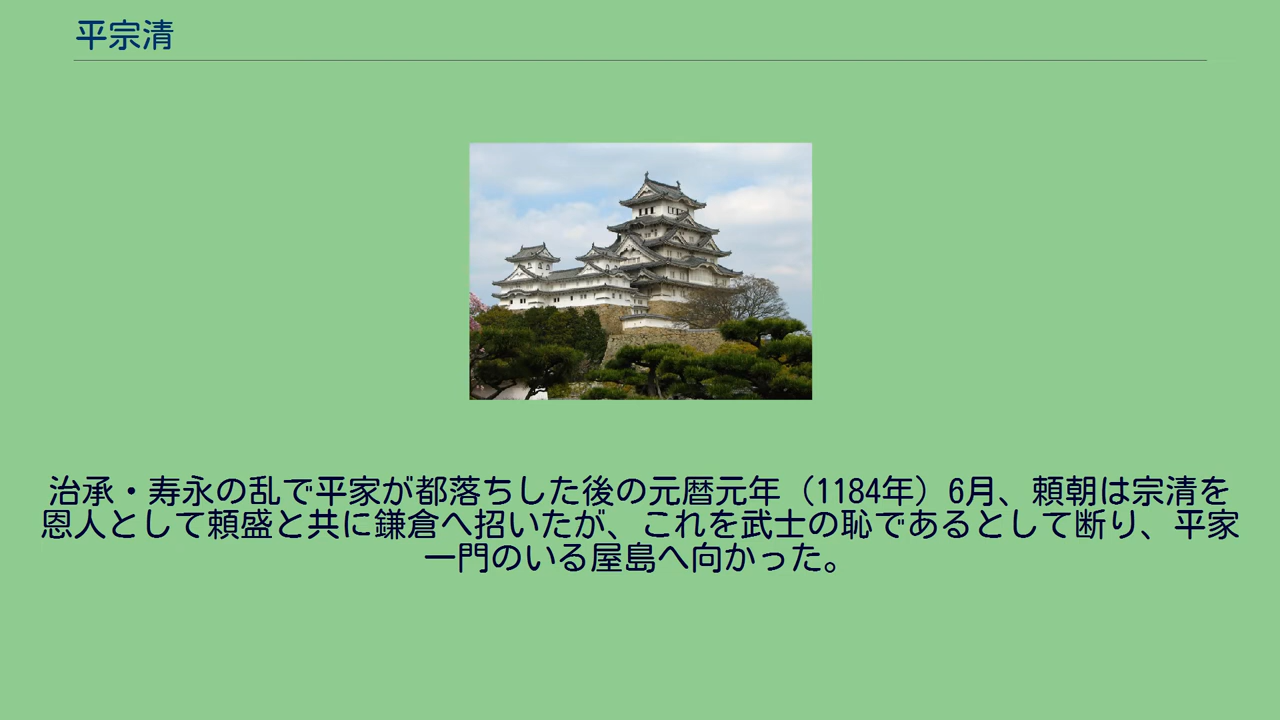 平宗清
治承・寿永の乱で平家が都落ちした後の元暦元年（1184年）6月、頼朝は宗清を
恩人として頼盛と共に鎌倉へ招いたが、これを武士の恥であるとして断り、平家
一門のいる屋島へ向かった。